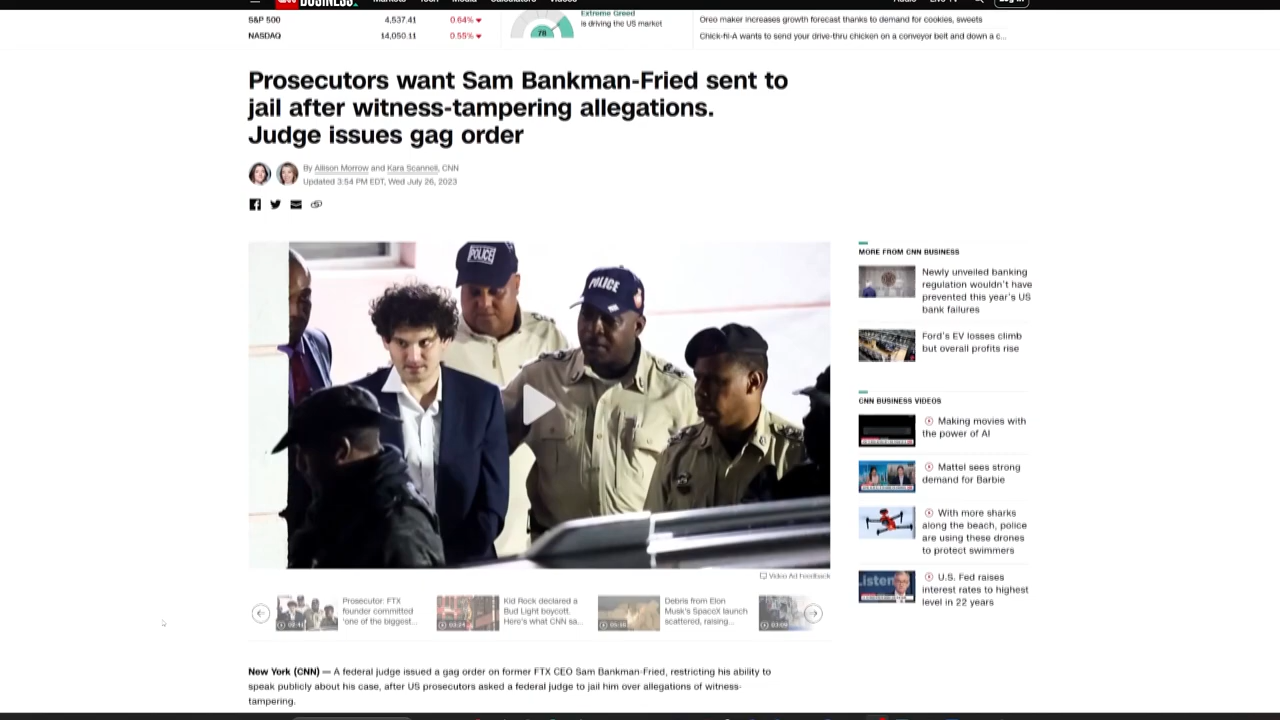 BUSINESS
S&P 500 4,537.41 0.64%
NASDAQ 14,050.11 0.55%
78
Extreme Greed
is driving the US market
Oreo maker increases growth forecast thanks to demand for cookies, sweets
Chick-fil-A wants to send your drive-thru chicken on a conveyor belt and down a c...
Prosecutors want Sam Bankman-Fried sent to
jail after witness-tampering allegations.
Judge issues gag order
By Allison Morrow and Kara Scannell, CNN
Updated 3:54 PM EDT, Wed July 26, 2023
POLICE
POLICE
Video Ad Feedback
MORE FROM CNN BUSINESS
Newly unveiled banking
regulation wouldn't have
prevented this year's US
bank failures
Ford's EV losses climb
but overall profits rise
CNN BUSINESS VIDEOS
Making movies with
the power of AI
Mattel sees strong
demand for Barbie
With more sharks
along the beach, police
are using these drones
to protect swimmers
U.S. Fed raises
interest rates to highest
level in 22 years
Prosecutor: FTX
founder committed
'one of the biggest...
Kid Rock declared a
Bud Light boycott.
Here's what CNN sa...
Debris from Elon
Musk's SpaceX launch
scattered, raising...
New York (CNN) — A federal judge issued a gag order on former FTX CEO Sam Bankman-Fried, restricting his ability to
speak publicly about his case, after US prosecutors asked a federal judge to jail him over allegations of witness-
tampering.